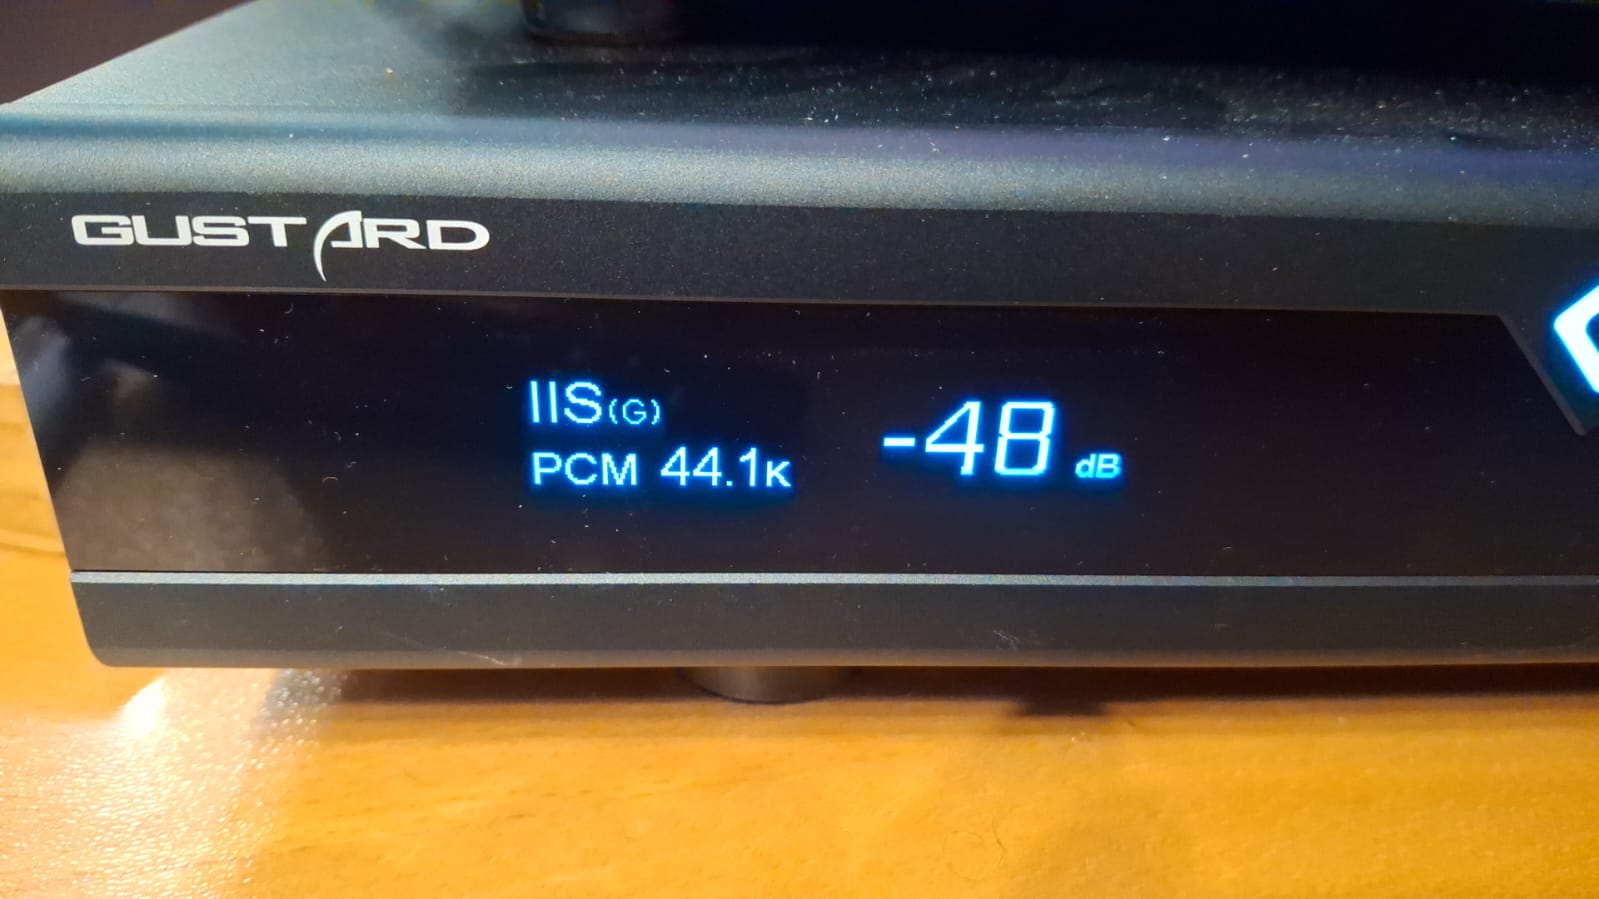 GUSTARD
IIS(G)
PCM 44.1K
-48 dB